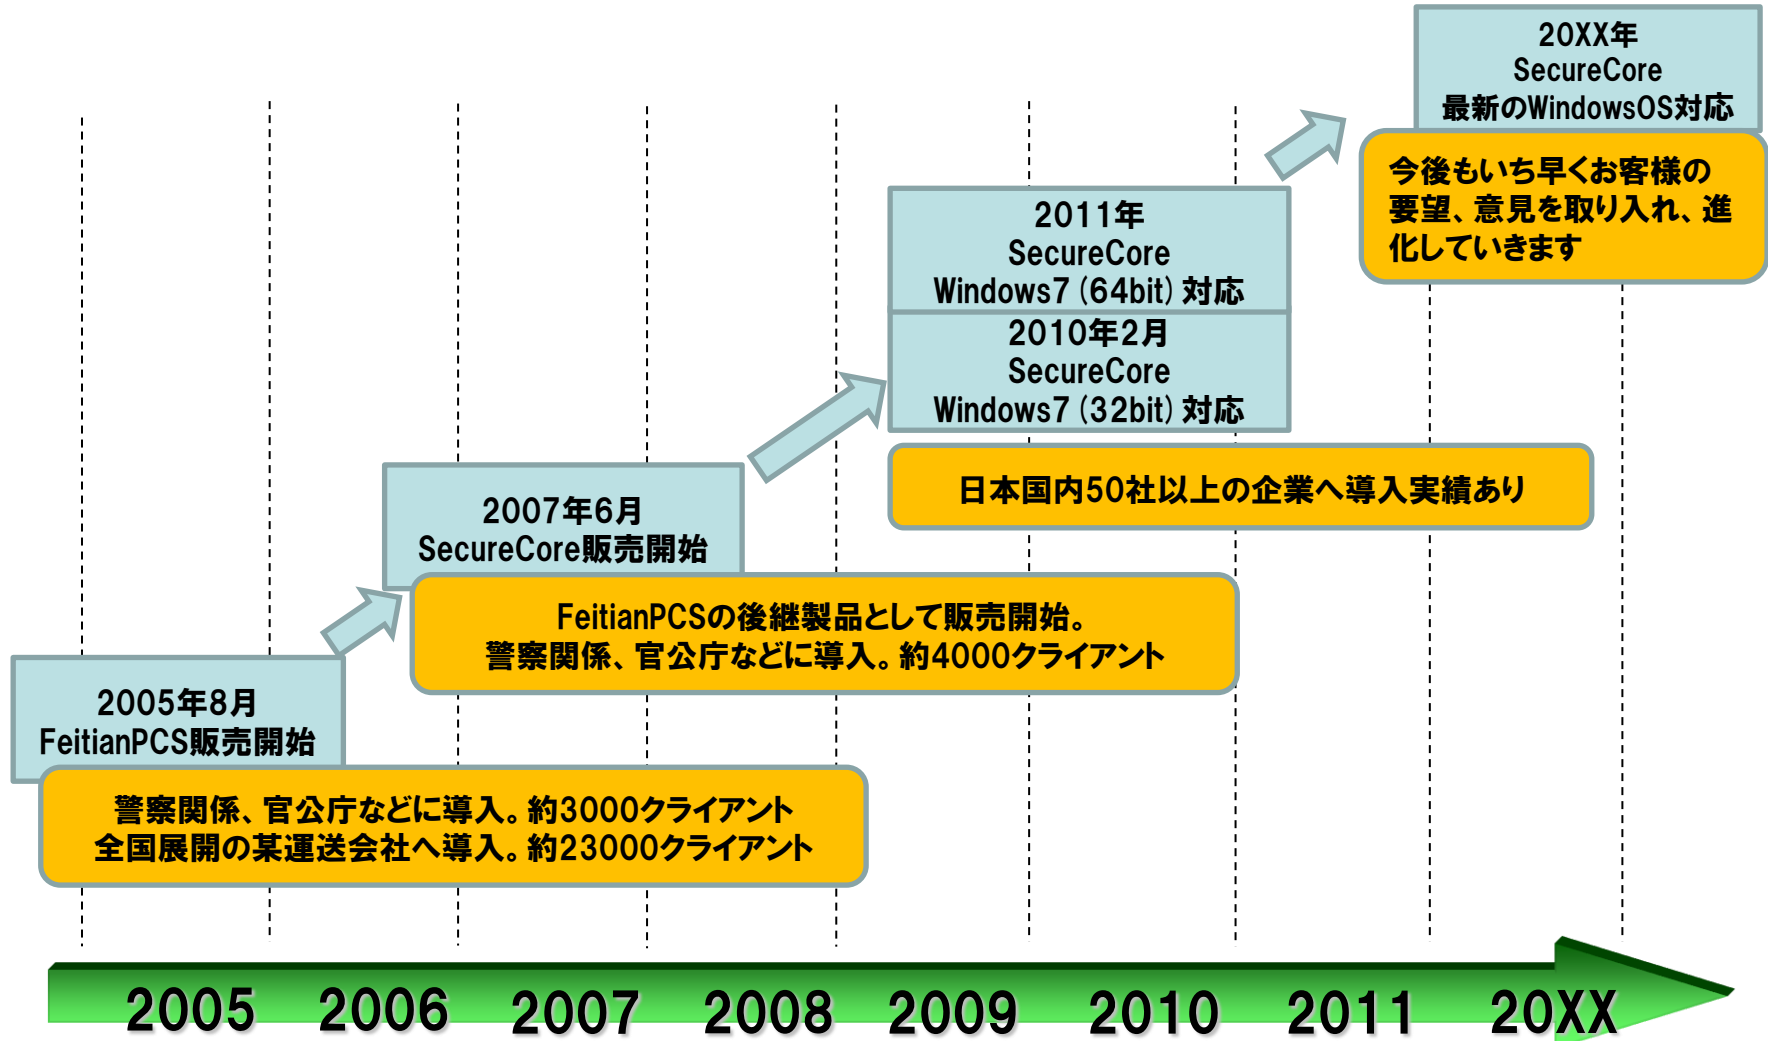 20XX年
SecureCore
最新のWindowsOS対応
今後もいち早くお客様の
要望、意見を取り入れ、進
化していきます
2011年
SecureCore
Windows7(64bit)対応
2010年2月
SecureCore
Windows7(32bit)対応
日本国内50社以上の企業へ導入実績あり
2007年6月
SecureCore販売開始
FeitianPCSの後継製品として販売開始。
警察関係、官公庁などに導入。約4000クライアント
2005年8月
FeitianPCS販売開始
警察関係、官公庁などに導入。約3000クライアント
全国展開の某運送会社へ導入。約23000クライアント
2005 2006 2007 2008 2009 2010 2011 20XX